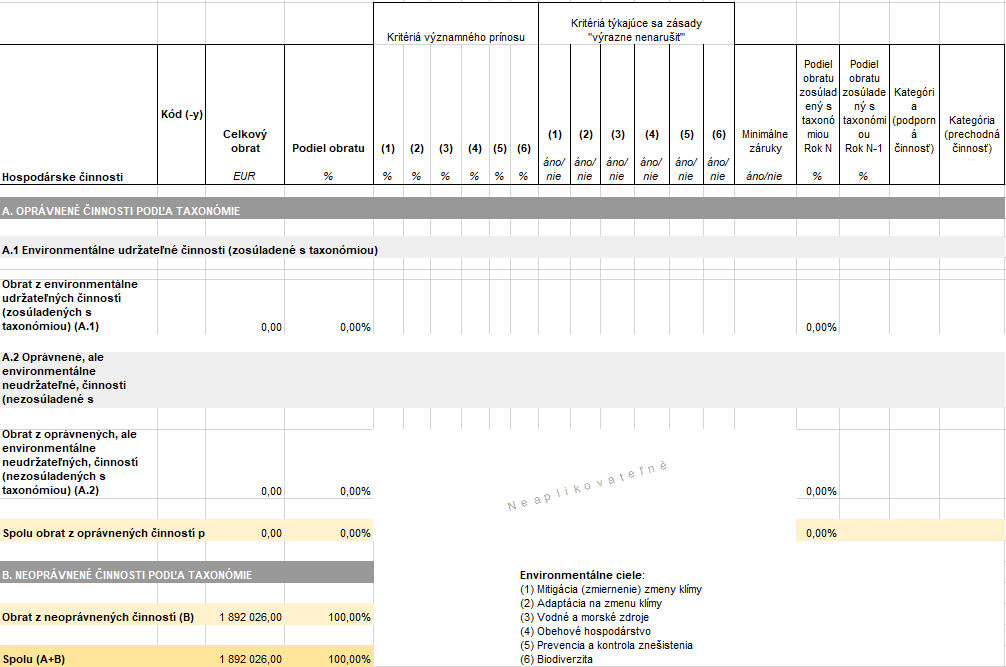 Kritériá významného prínosu
Kritériá týkajúce sa zásady
"výrazne nenarušiť"
Hospodárske činnosti
Kód (-y)
Celkový
obrat
EUR
Podiel obratu
%
(1) (2) (3) (4) (5) (6)
% % % % % %
(1) (2) (3) (4) (5) (6)
áno/ áno/ áno/ áno/ áno/ áno/
nie nie nie nie nie nie
Minimálne
záruky
áno/nie
Podiel
obratu
zosúlad
ený s
taxonó
miou
Rok N
%
Podiel
obratu
zosúlade
ný s
taxonómi
ou
Rok N-1
%
Kategóri
a
(podporn
á
činnosť)
Kategória
(prechodná
činnosť)
A. OPRÁVNENÉ ČINNOSTI PODĽA TAXONÓMIE
A.1 Environmentálne udržateľné činnosti (zosúladené s taxonómiou)
Obrat z environmentálne
udržateľných činností
(zosúladených s
taxonómiou) (A.1) 0,00 0,00% 0,00%
A.2 Oprávnené, ale
environmentálne
neudržateľné, činnosti
(nezosúladené s
Obrat z oprávnených, ale
environmentálne
neudržateľných, činností
(nezosúladených s
taxonómiou) (A.2) 0,00 0,00% 0,00%
Neaplikovateľné
Spolu obrat z oprávnených činností p 0,00 0,00% 0,00%
B. NEOPRÁVNENÉ ČINNOSTI PODĽA TAXONÓMIE
Obrat z neoprávnených činností (B) 1 892 026,00 100,00%
Spolu (A+B) 1 892 026,00 100,00%
Environmentálne ciele:
(1) Mitigácia (zmiernenie) zmeny klímy
(2) Adaptácia na zmenu klímy
(3) Vodné a morské zdroje
(4) Obehové hospodárstvo
(5) Prevencia a kontrola znešistenia
(6) Biodiverzita